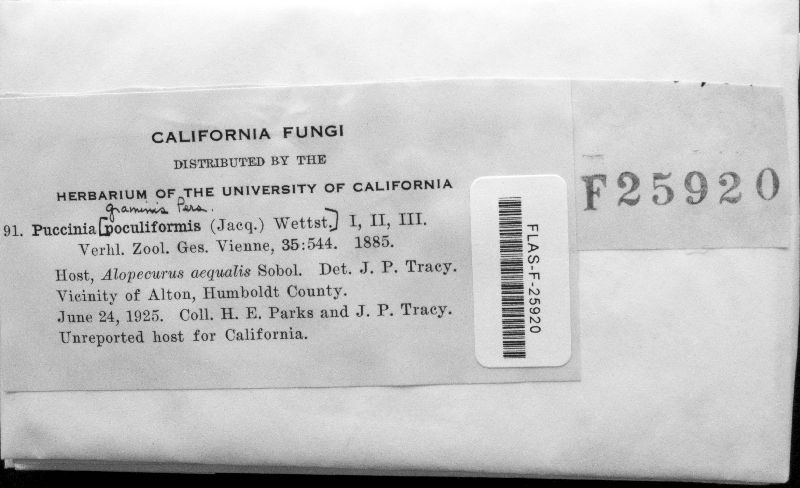 CALIFORNIA FUNGI
DISTRIBUTED BY THE
HERBARIUM OF THE UNIVERSITY OF CALIFORNIA
graminis Pers.
91. Puccinia [poculiformis (Jacq.) Wettst.] I, II, III.
Verhl. Zool. Ges. Vienne, 35:544. 1885.
Host, Alopecurus aequalis Sobol. Det. J. P. Tracy.
Vicinity of Alton, Humboldt County.
June 24, 1925. Coll. H. E. Parks and J. P. Tracy.
Unreported host for California.
FLAS-F-25920
F25920